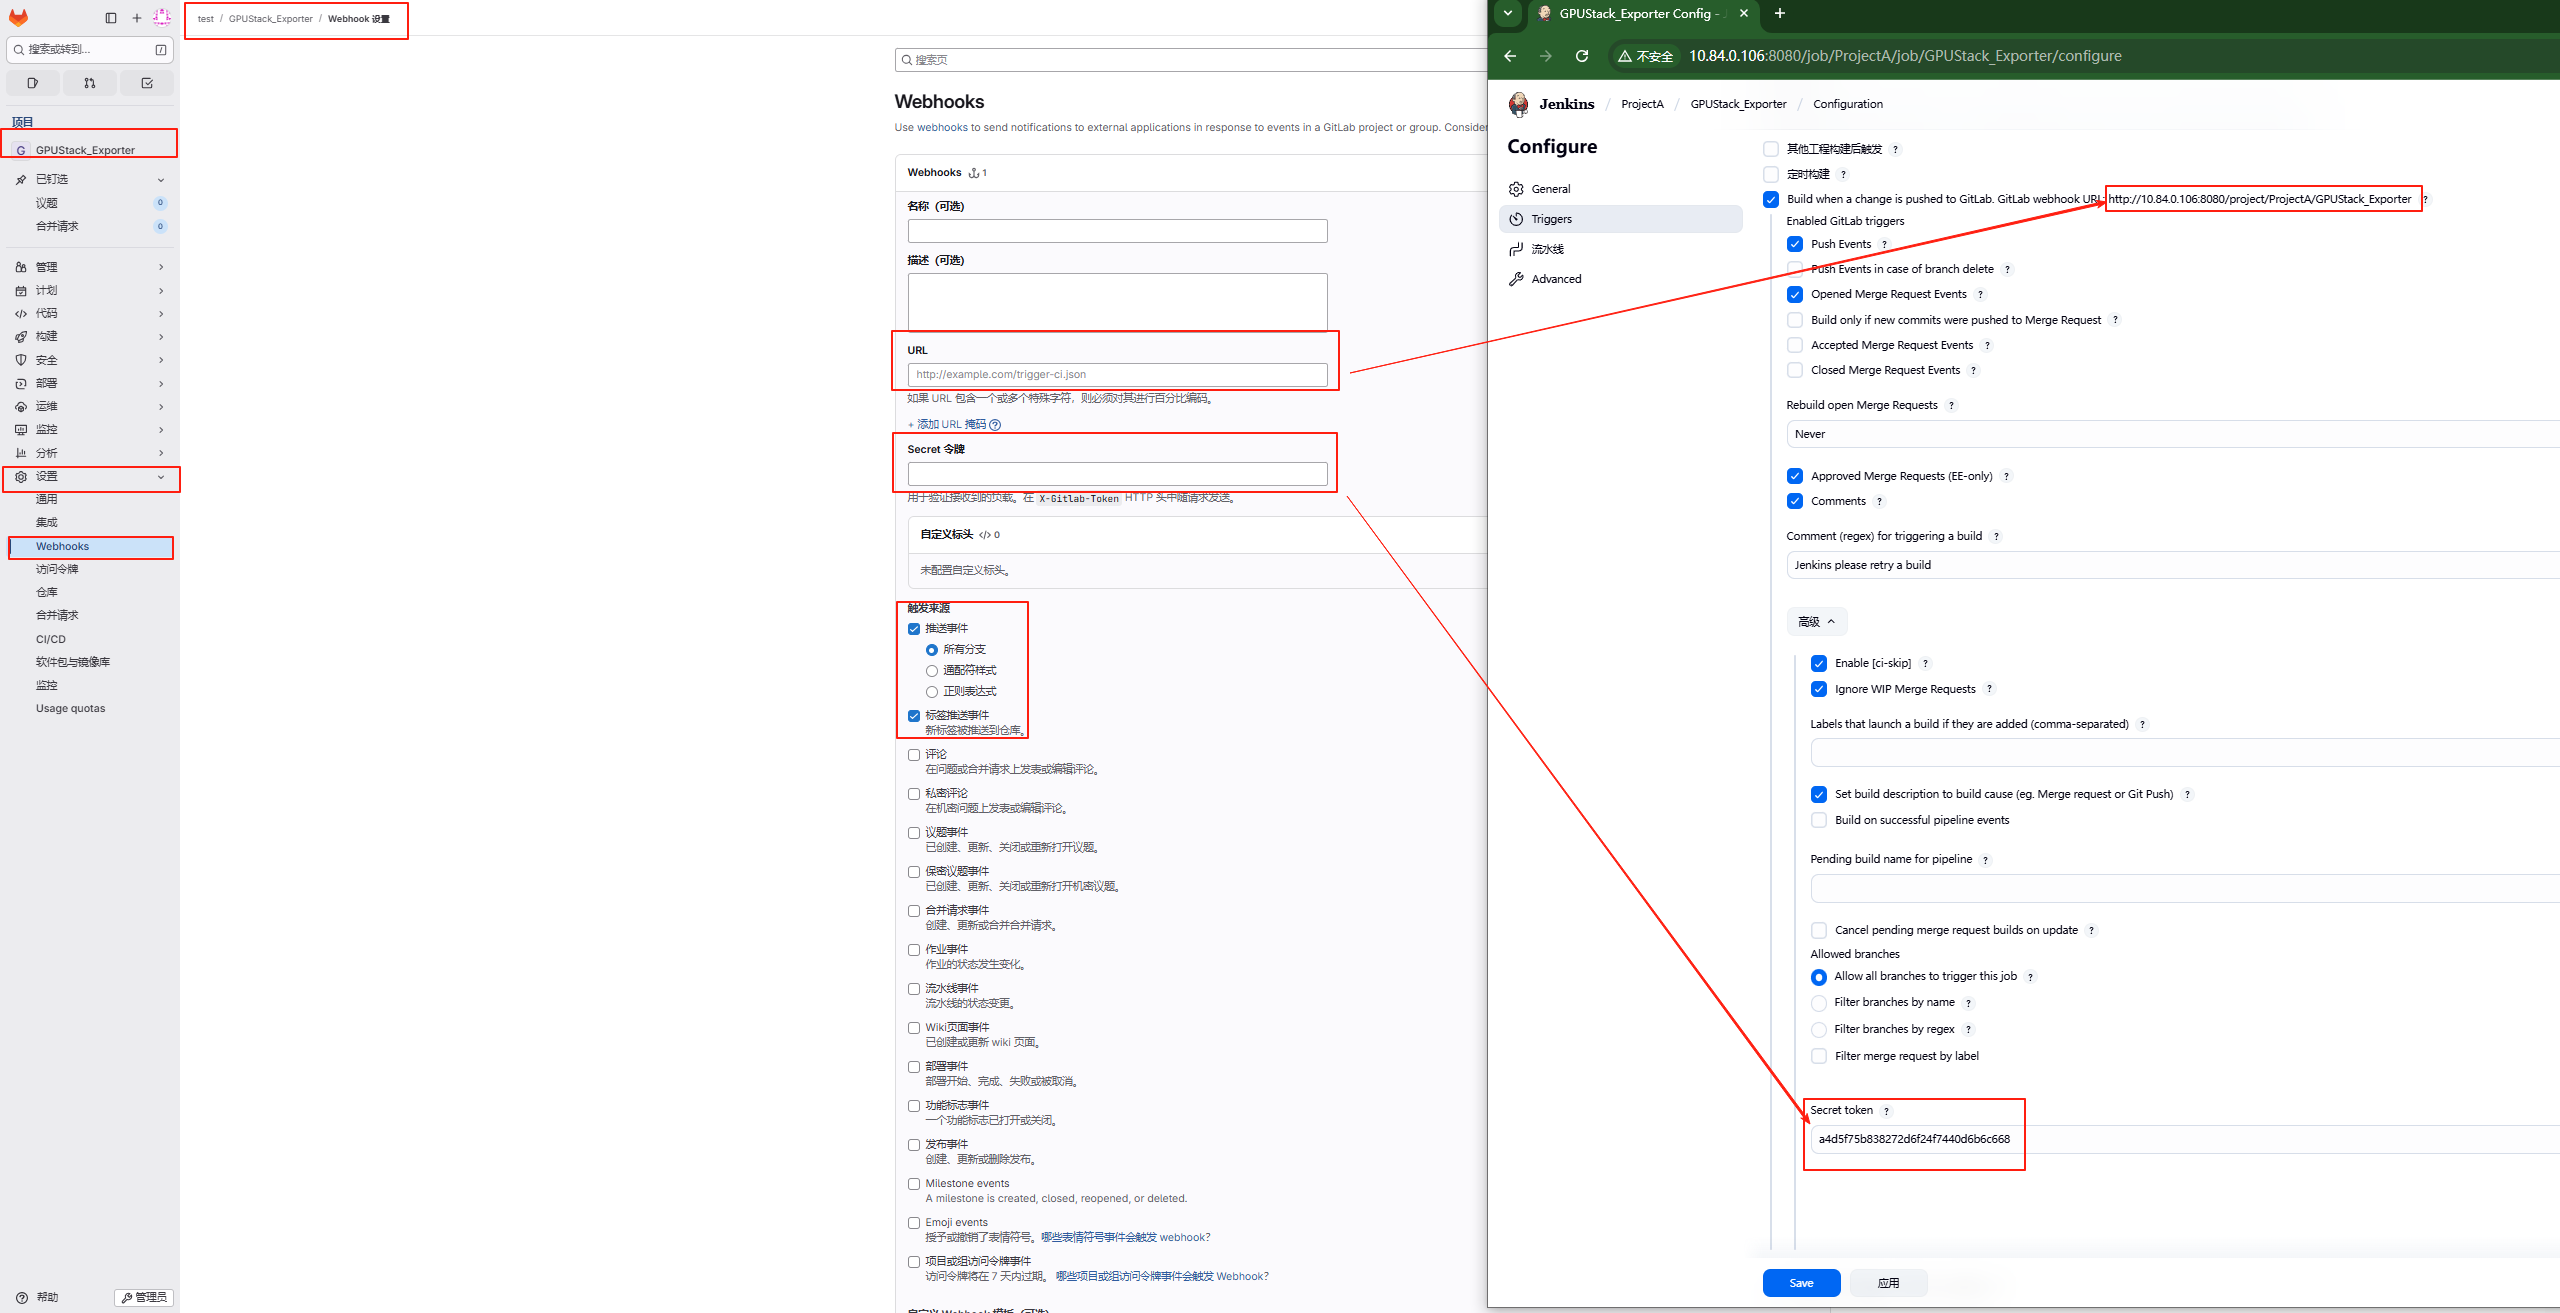 test / GPUStack_Exporter / Webhook 设置
搜索或转到...
项目
G GPUStack_Exporter
已钉选
议题 0
合并请求 0
管理
计划
代码
构建
安全
部署
运维
监控
分析
设置
通用
集成
Webhooks
访问令牌
仓库
合并请求
CI/CD
软件包与镜像库
监控
Usage quotas
帮助
管理员
搜索页
Webhooks
Use webhooks to send notifications to external applications in response to events in a GitLab project or group. Consider
Webhooks 1
名称 (可选)
描述 (可选)
URL
http://example.com/trigger-ci.json
如果 URL 包含一个或多个特殊字符，则必须对其进行百分比编码。
+ 添加 URL 掩码
Secret 令牌
用于验证接收到的负载。在 X-Gitlab-Token HTTP 头中随请求发送。
自定义标头 </> 0
未配置自定义标头。
触发来源
推送事件
所有分支
通配符样式
正则表达式
标签推送事件
新标签被推送到仓库。
评论
在问题或合并请求上发表或编辑评论。
私密评论
在机密问题上发表或编辑评论。
议题事件
已创建、更新、关闭或重新打开议题。
保密议题事件
已创建、更新、关闭或重新打开机密议题。
合并请求事件
创建、更新或合并合并请求。
作业事件
作业的状态发生变化。
流水线事件
流水线的状态变更。
Wiki页面事件
已创建或更新 wiki 页面。
部署事件
部署开始、完成、失败或被取消。
功能标志事件
一个功能标志已打开或关闭。
发布事件
创建、更新或删除发布。
Milestone events
A milestone is created, closed, reopened, or deleted.
Emoji events
授予或撤销了表情符号。哪些表情符号事件会触发 webhook?
项目或组访问令牌事件
访问令牌将在 7 天内过期。 哪些项目或组访问令牌事件会触发 Webhook?
自定义 Webhook 模板 (可选)
GPUStack_Exporter Config -
不安全 10.84.0.106:8080/job/ProjectA/job/GPUStack_Exporter/configure
Jenkins / ProjectA / GPUStack_Exporter / Configuration
Configure
General
Triggers
流水线
Advanced
其他工程构建后触发 ?
定时构建 ?
Build when a change is pushed to GitLab. GitLab webhook URL: http://10.84.0.106:8080/project/ProjectA/GPUStack_Exporter ?
Enabled GitLab triggers
Push Events ?
Push Events in case of branch delete ?
Opened Merge Request Events ?
Build only if new commits were pushed to Merge Request ?
Accepted Merge Request Events ?
Closed Merge Request Events ?
Rebuild open Merge Requests ?
Never
Approved Merge Requests (EE-only) ?
Comments ?
Comment (regex) for triggering a build ?
Jenkins please retry a build
高级
Enable [ci-skip] ?
Ignore WIP Merge Requests ?
Labels that launch a build if they are added (comma-separated) ?
Set build description to build cause (eg. Merge request or Git Push) ?
Build on successful pipeline events
Pending build name for pipeline ?
Cancel pending merge request builds on update ?
Allowed branches
Allow all branches to trigger this job ?
Filter branches by name ?
Filter branches by regex ?
Filter merge request by label
Secret token ?
a4d5f75b838272d6f24f7440d6b6c668
Save
应用